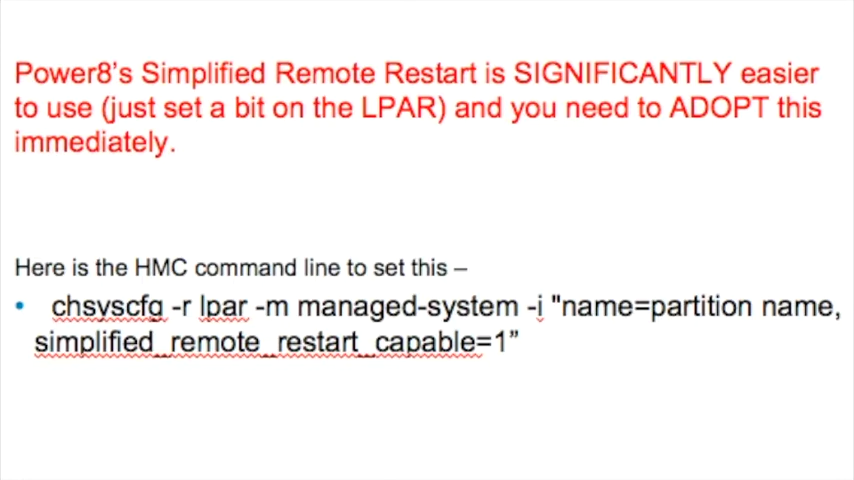 Power8's Simplified Remote Restart is SIGNIFICANTLY easier
to use (just set a bit on the LPAR) and you need to ADOPT this
immediately.
Here is the HMC command line to set this –
• chsyscfg -r lpar -m managed-system -i "name=partition name,
simplified_remote_restart_capable=1”